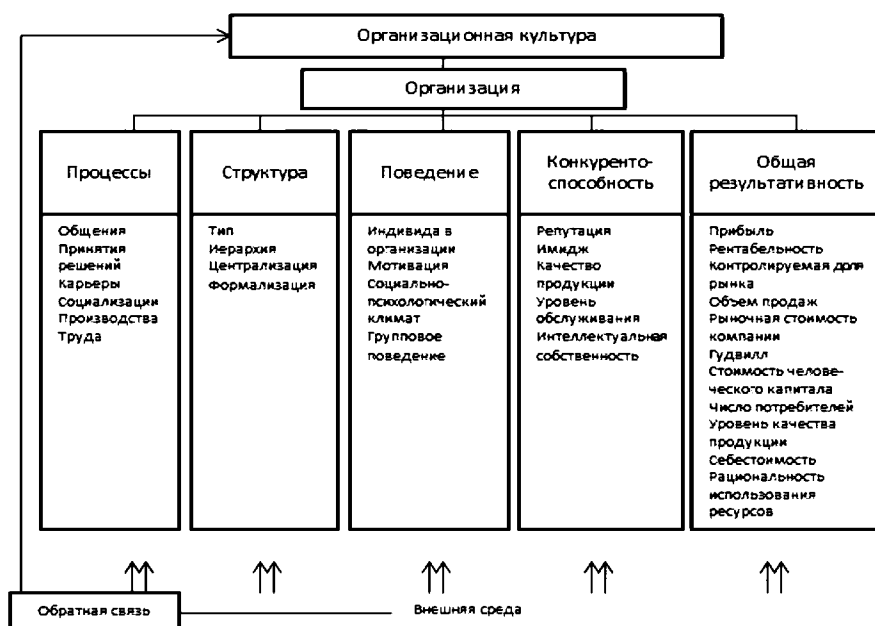 Организационная культура
Организация
Процессы
Общения
Принятия
решений
Карьеры
Социализации
Производства
Труда
Структура
Тип
Иерархия
Централизация
Формализация
Поведение
Индивида в
организации
Мотивация
Социально-
психологический
климат
Групповое
поведение
Конкуренто-
способность
Репутация
Имидж
Качество
продукции
Уровень
обслуживания
Интеллектуальная
собственность
Общая
результативность
Прибыль
Рентабельность
Контролируемая доля
рынка
Объем продаж
Рыночная стоимость
компании
Гудвилл
Стоимость челове-
ческого капитала
Число потребителей
Уровень качества
продукции
Себестоимость
Рациональность
использования
ресурсов
Обратная связь
Внешняя среда